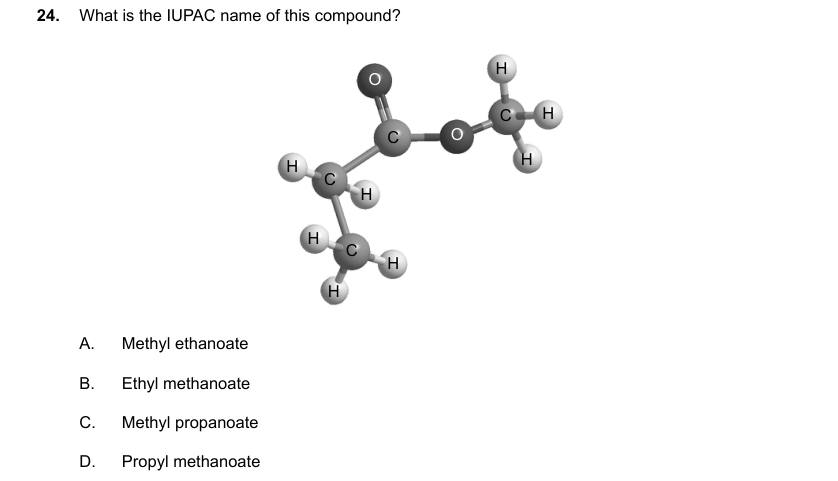 24. What is the IUPAC name of this compound?
H
O
C H
C O
H H
C
H
H
C
H
H
A. Methyl ethanoate
B. Ethyl methanoate
C. Methyl propanoate
D. Propyl methanoate